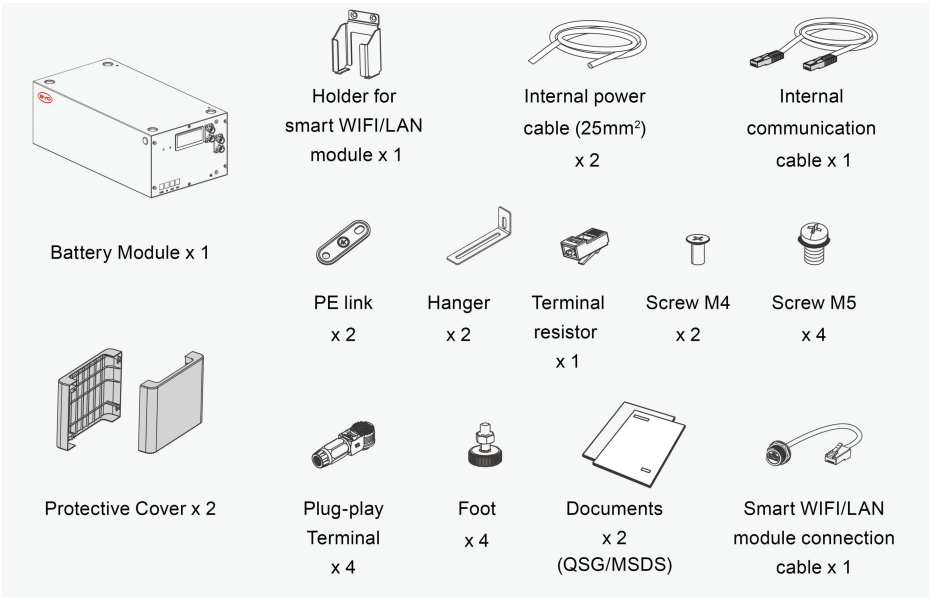 BYD
Battery Module x 1
Holder for
smart WIFI/LAN
module x 1
Internal power
cable (25mm²)
x 2
Internal
communication
cable x 1
PE link
x 2
Hanger
x 2
Terminal
resistor
x 1
Screw M4
x 2
Screw M5
x 4
Protective Cover x 2
Plug-play
Terminal
x 4
Foot
x 4
Documents
x 2
(QSG/MSDS)
Smart WIFI/LAN
module connection
cable x 1